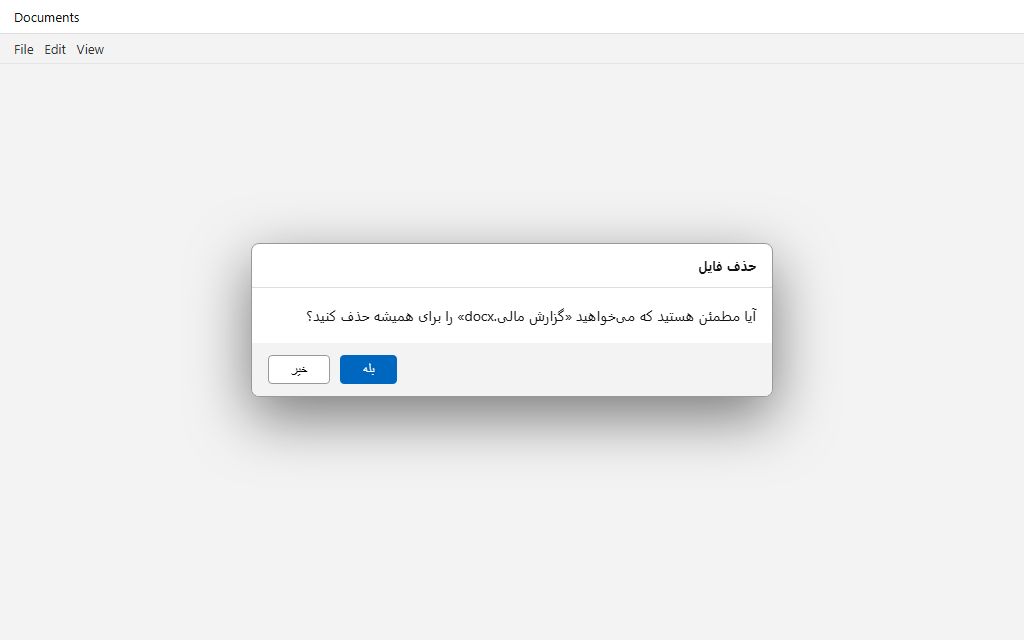 Documents
File Edit View
حذف فایل
آیا مطمئن هستید که می‌خواهید «گزارش مالی.docx» را برای همیشه حذف کنید؟
بله
خیر